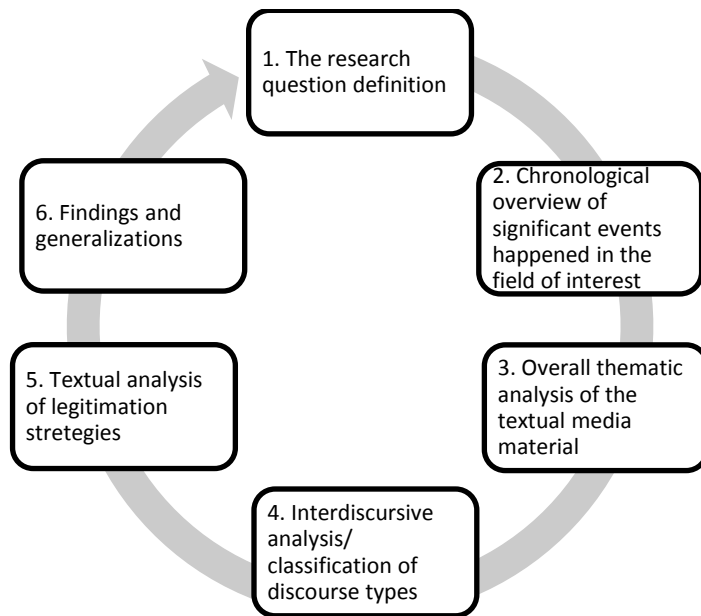 1. The research
question definition
2. Chronological
overview of
significant events
happened in the
field of interest
3. Overall thematic
analysis of the
textual media
material
4. Interdiscursive
analysis/
classification of
discourse types
5. Textual analysis
of legitimation
stretegies
6. Findings and
generalizations